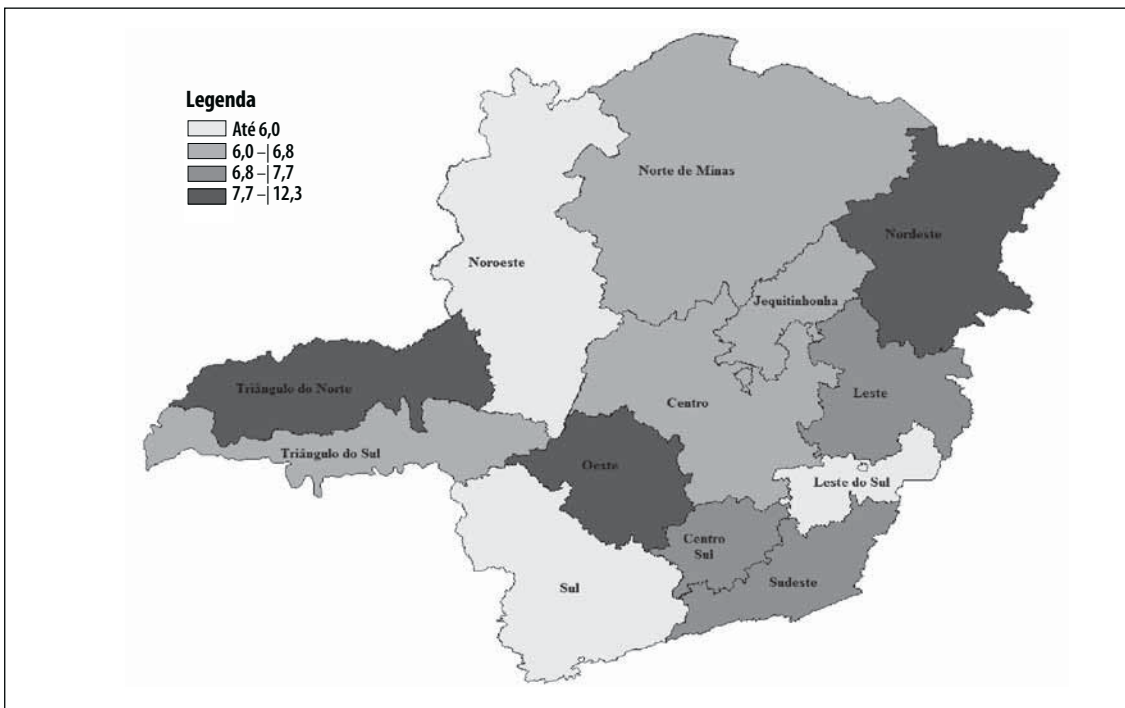 Legenda
Até 6,0
6,0 –| 6,8
6,8 –| 7,7
7,7 –| 12,3
Norte de Minas
Nordeste
Noroeste
Jequitinhonha
Triângulo do Norte
Leste
Centro
Triângulo do Sul
Oeste
Leste do Sul
Centro
Sul
Sudeste
Sul